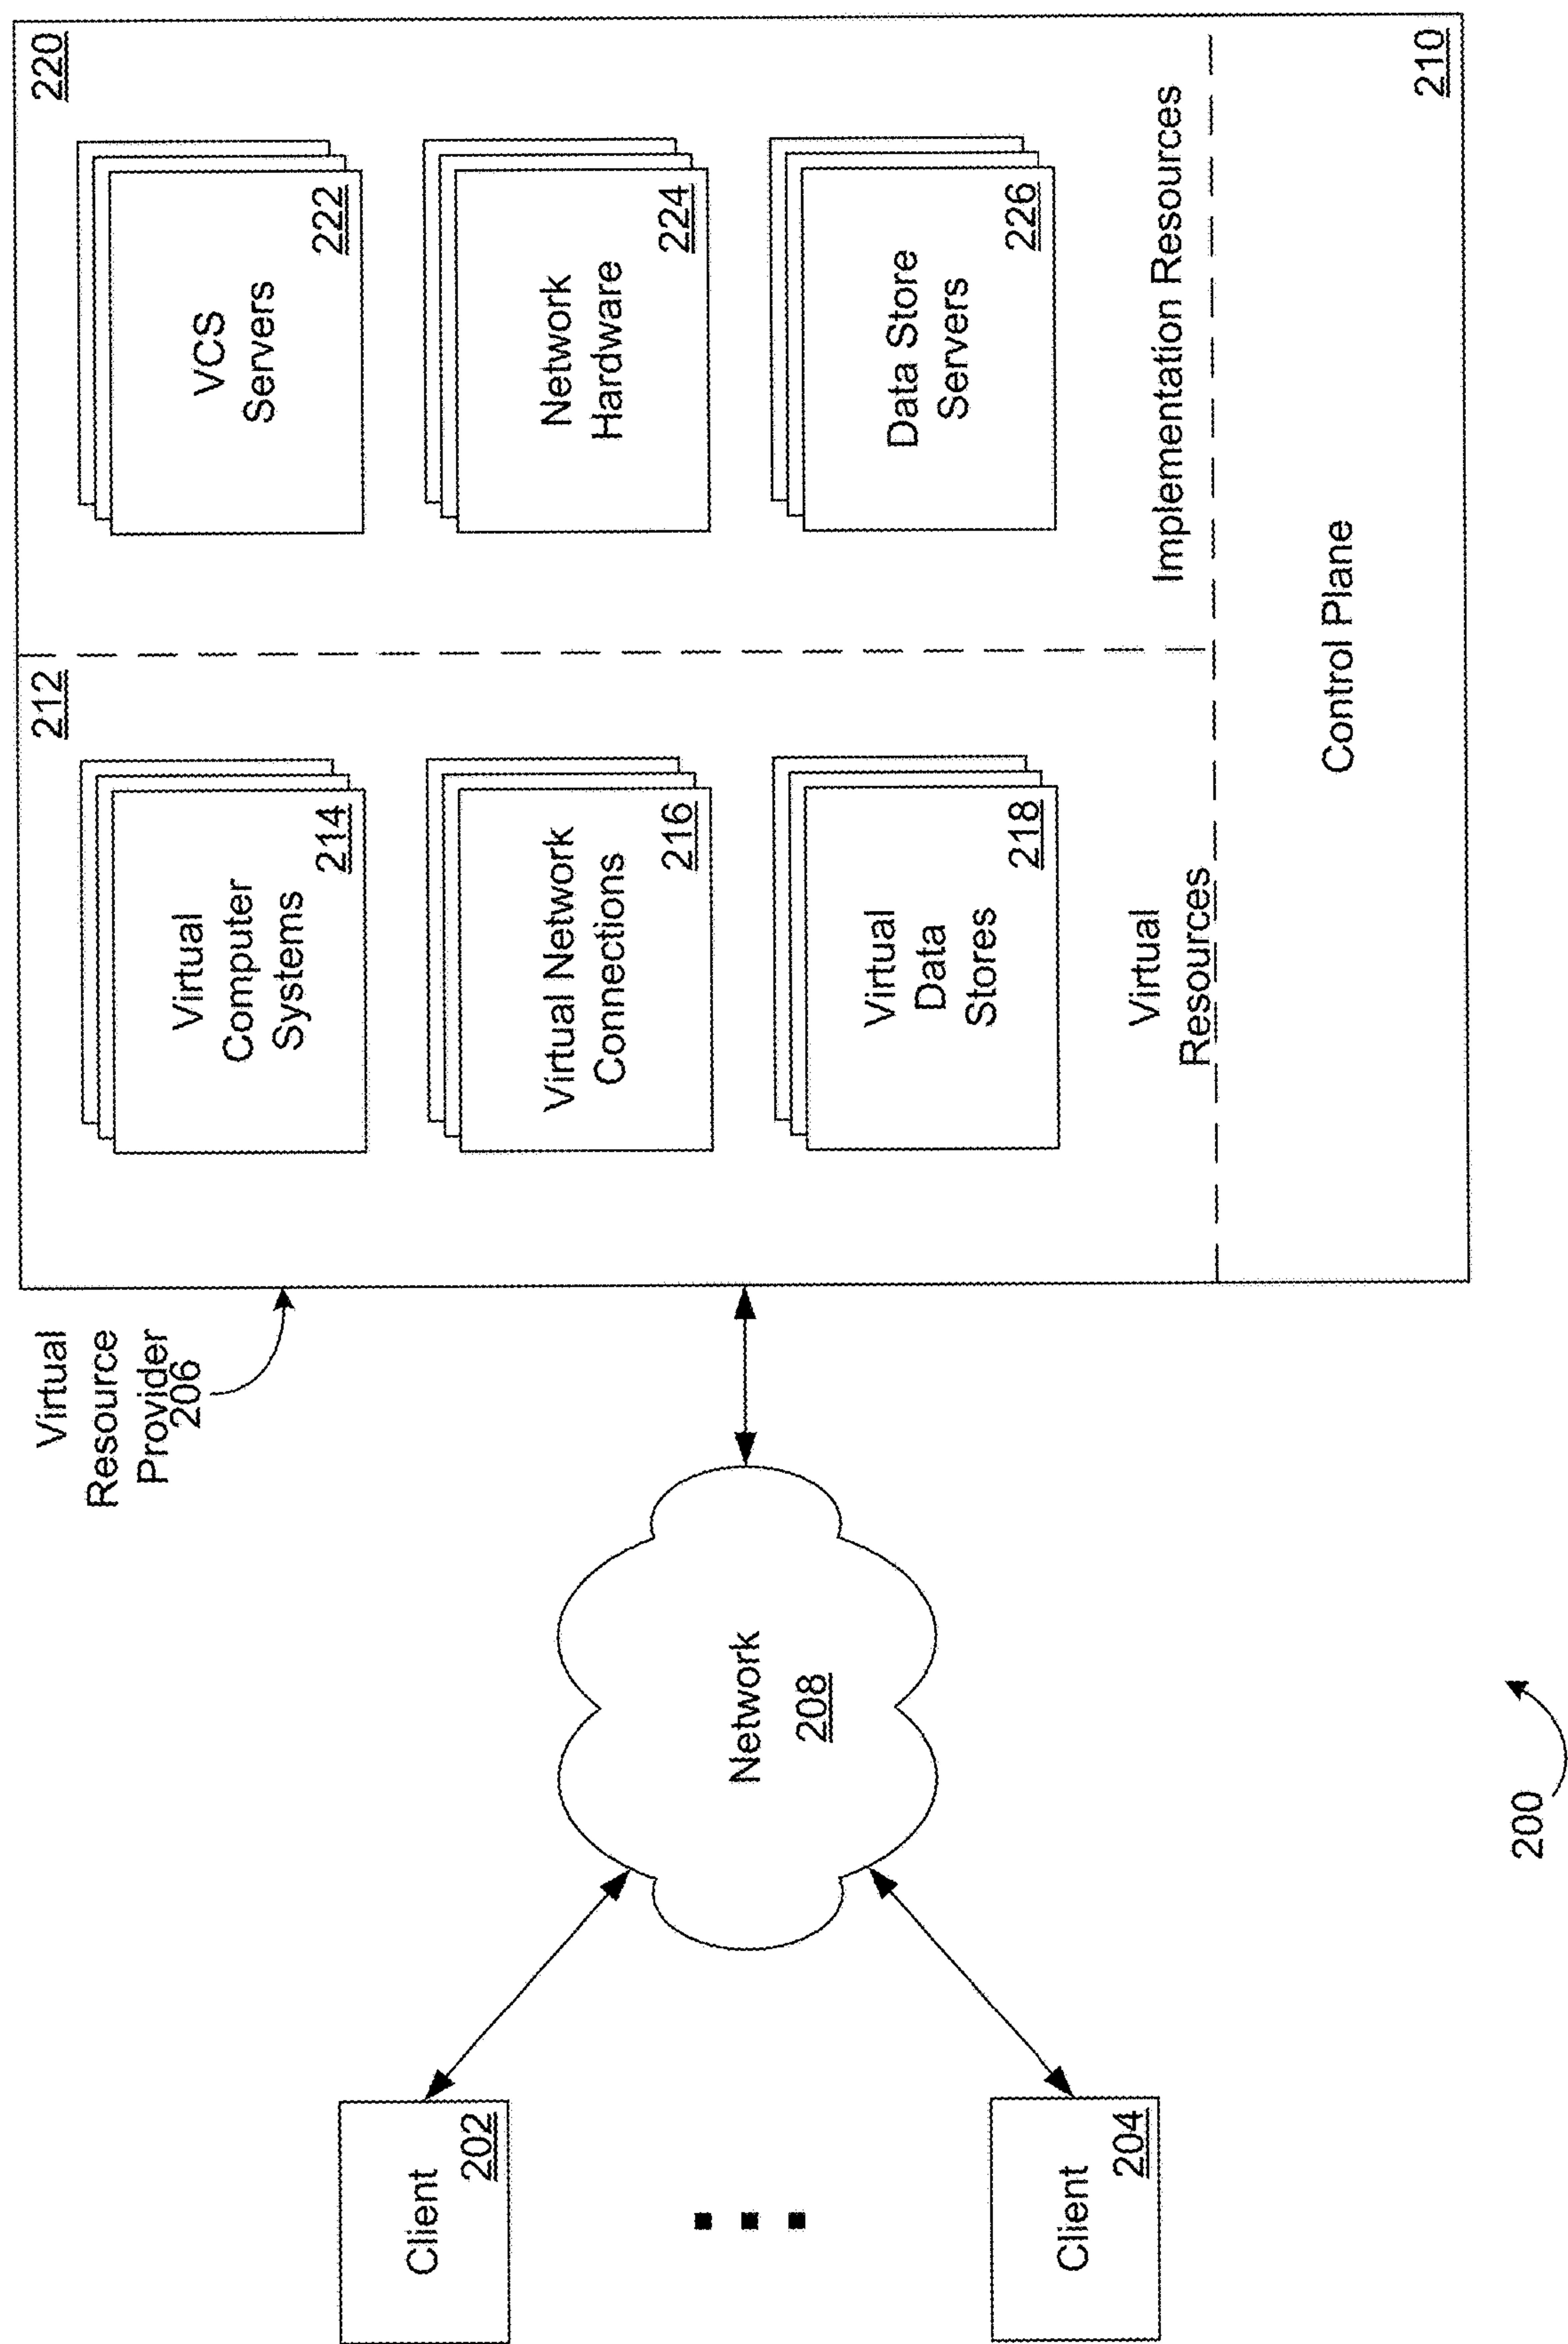 Virtual
Resource
Provider
206
212
Virtual
Computer
Systems
214
Virtual Network
Connections
216
Virtual
Data
Stores
218
Virtual
Resources
220
VCS
Servers
222
Network
Hardware
224
Data Store
Servers
226
Implementation Resources
Control Plane
210
Client
202
Network
208
Client
204
200